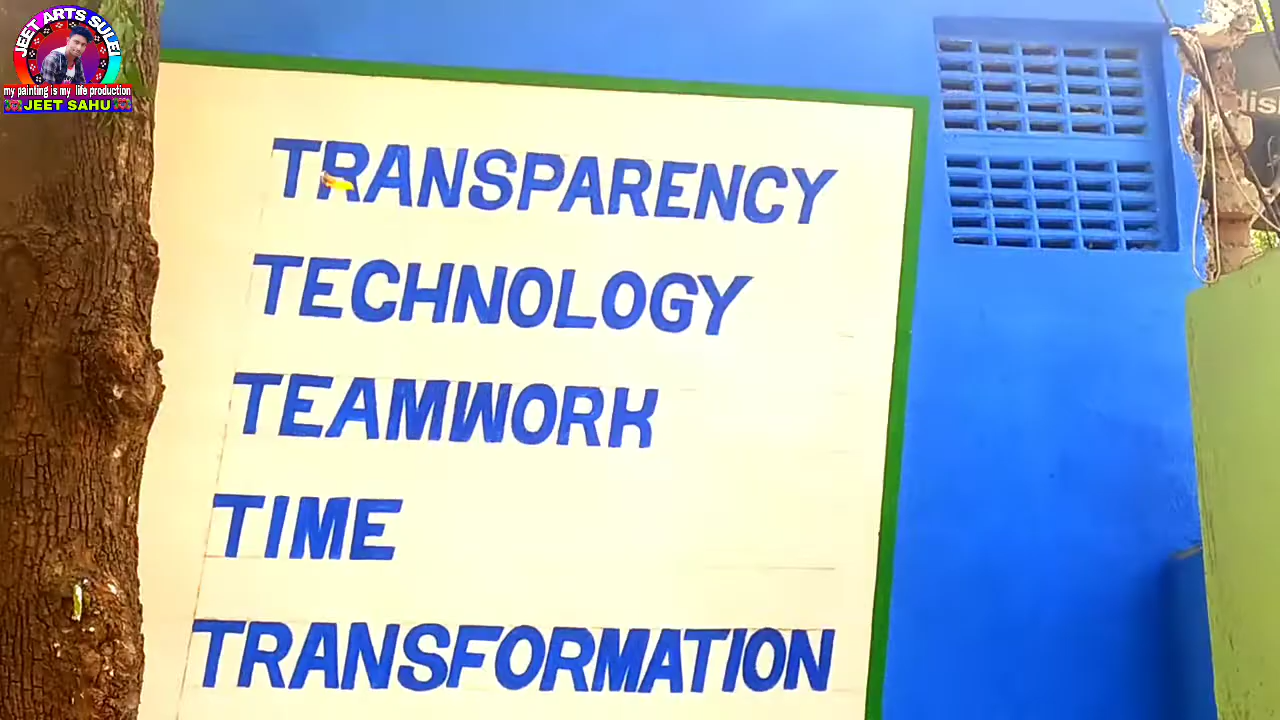 JEET ARTS SULEI
my painting is my life production
JEET SAHU
TRANSPARENCY
TECHNOLOGY
TEAMWORK
TIME
TRANSFORMATION